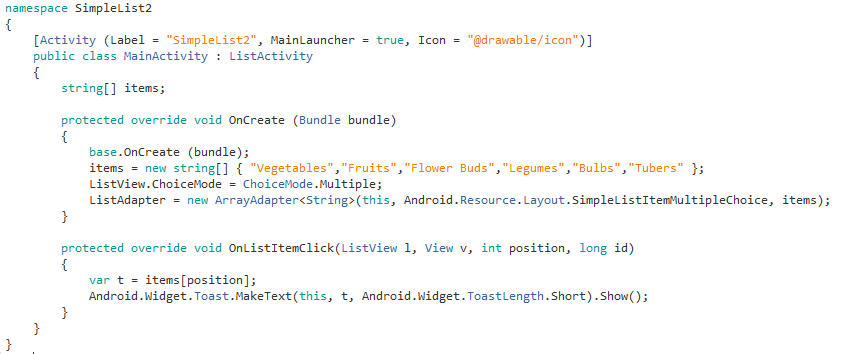 namespace SimpleList2
{
    [Activity (Label = "SimpleList2", MainLauncher = true, Icon = "@drawable/icon")]
    public class MainActivity : ListActivity
    {
        string[] items;

        protected override void OnCreate (Bundle bundle)
        {
            base.OnCreate (bundle);
            items = new string[] { "Vegetables","Fruits","Flower Buds","Legumes","Bulbs","Tubers" };
            ListView.ChoiceMode = ChoiceMode.Multiple;
            ListAdapter = new ArrayAdapter<String>(this, Android.Resource.Layout.SimpleListItemMultipleChoice, items);
        }

        protected override void OnListItemClick(ListView l, View v, int position, long id)
        {
            var t = items[position];
            Android.Widget.Toast.MakeText(this, t, Android.Widget.ToastLength.Short).Show();
        }
    }
}